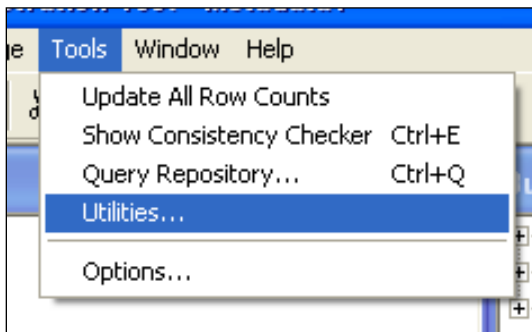 Tools Window Help
Update All Row Counts
Show Consistency Checker Ctrl+E
Query Repository... Ctrl+Q
Utilities...
Options...